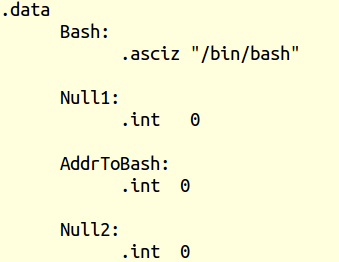 .data
Bash:
.asciz "/bin/bash"
Null1:
.int 0
AddrToBash:
.int 0
Null2:
.int 0